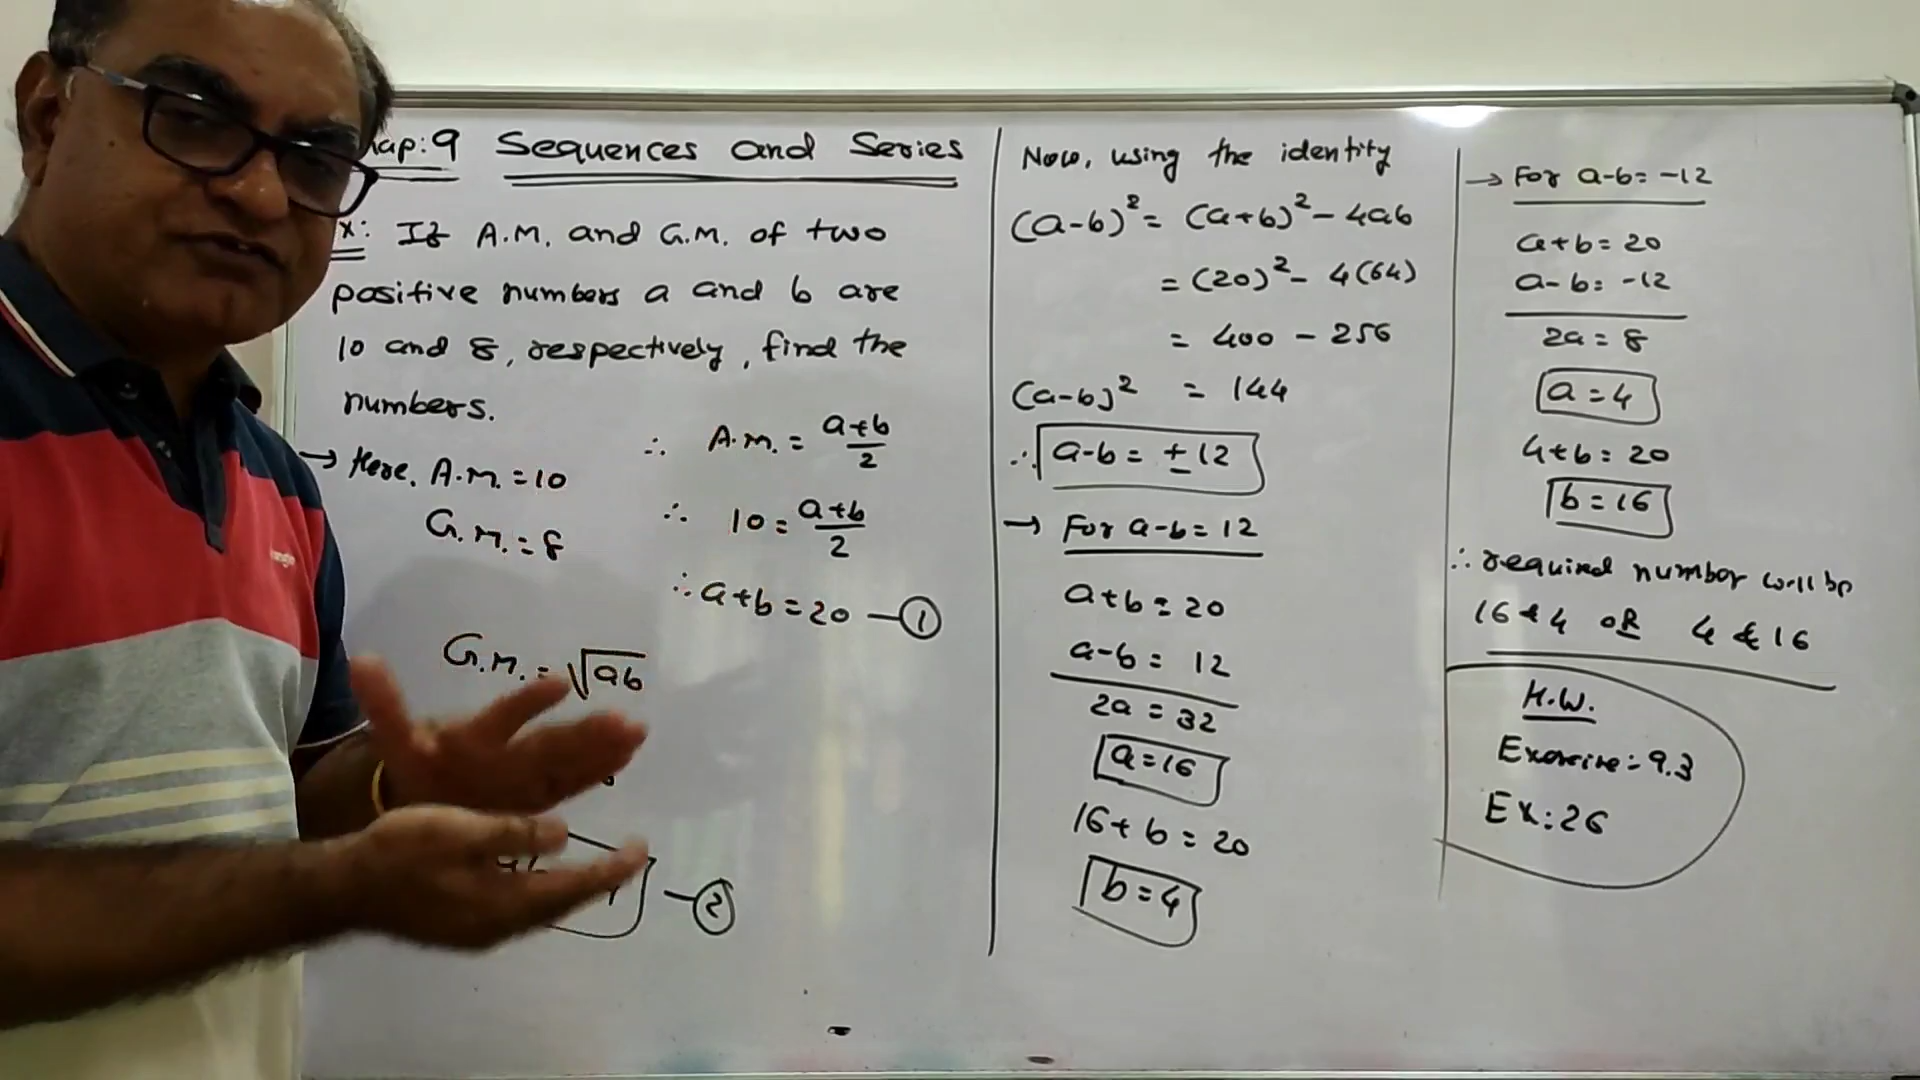 ap:9 Sequences and Series
x: If A.M. and G.M. of two
positive numbers a and b are
10 and 8, respectively, find the
numbers.
→ Here, A.M. = 10
G.M. = 8
∴ A.M. = a+b/2
∴ 10 = a+b/2
∴ a+b = 20 —①
G.M. = √ab
—②
Now, using the identity
(a-b)² = (a+b)² - 4ab
= (20)² - 4(64)
= 400 - 256
(a-b)² = 144
∴ a-b = ± 12
→ For a-b = 12
a+b = 20
a-b = 12
2a = 32
a = 16
16 + b = 20
b = 4
→ For a-b = -12
a+b = 20
a-b = -12
2a = 8
a = 4
4+b = 20
b = 16
∴ required number will be
16 & 4 OR 4 & 16
H.W.
Exercise: 9.3
Ex: 26